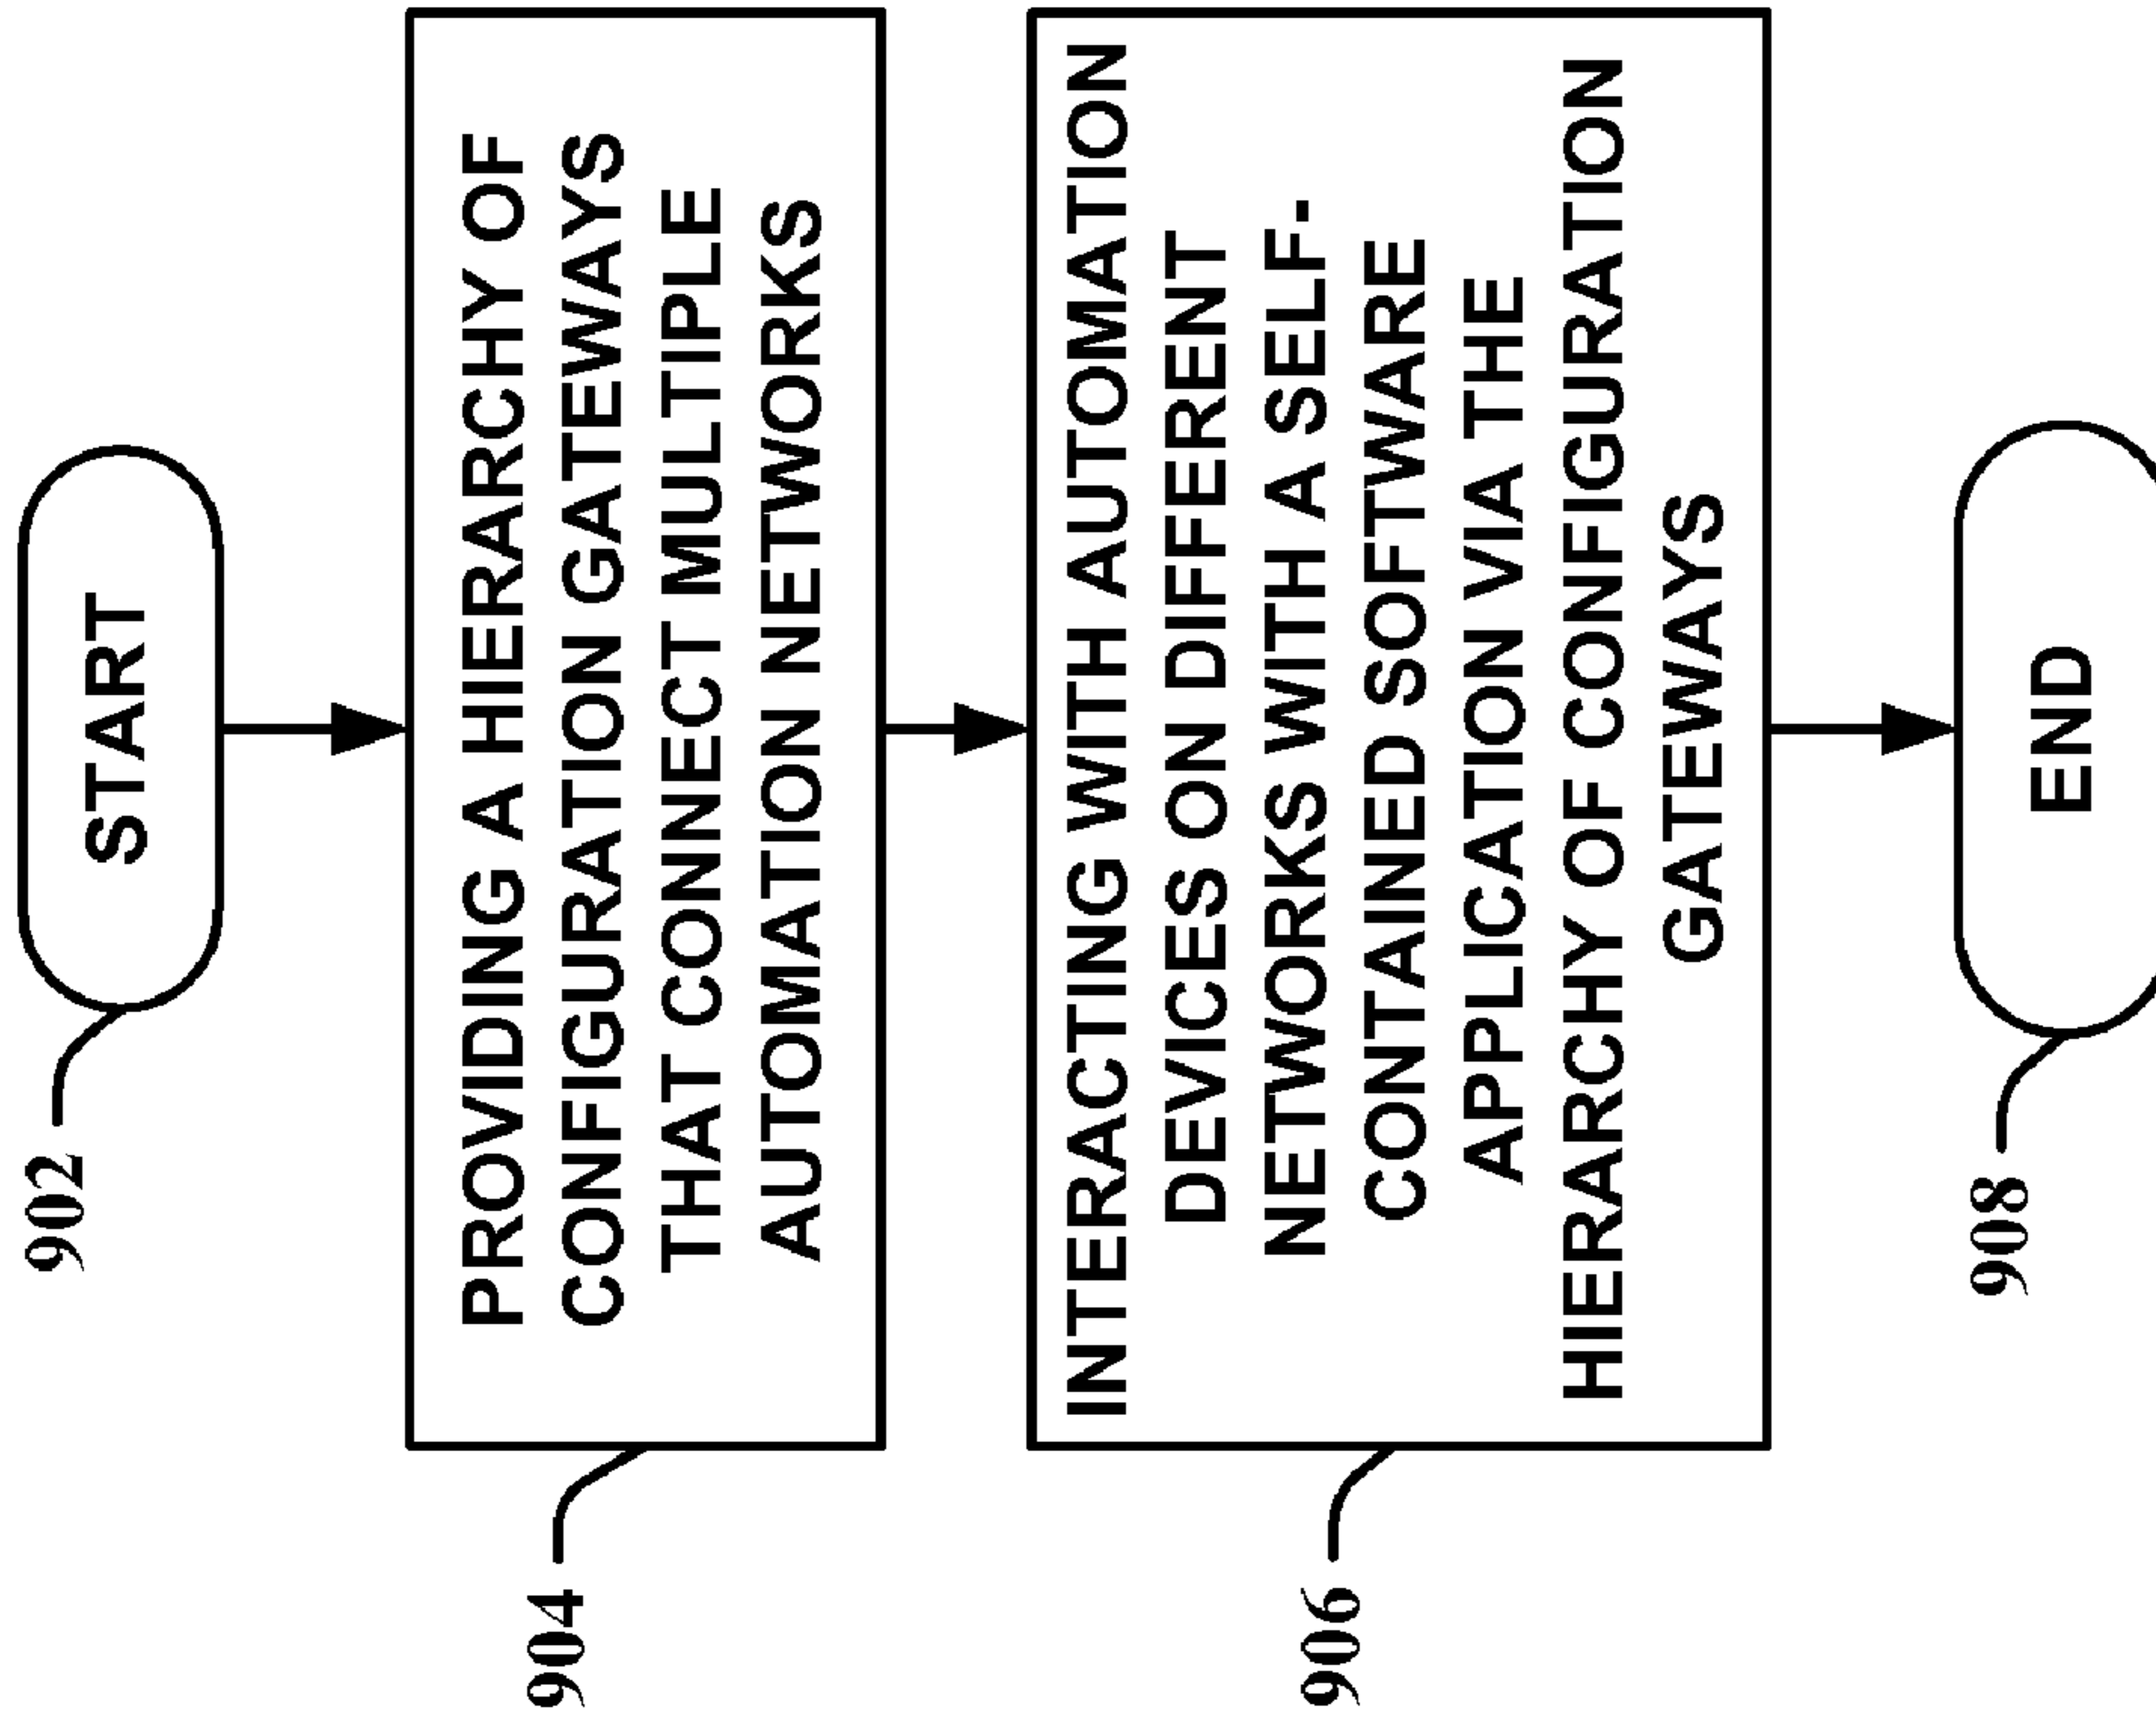 902
START
904
PROVIDING A HIERARCHY OF
CONFIGURATION GATEWAYS
THAT CONNECT MULTIPLE
AUTOMATION NETWORKS
906
INTERACTING WITH AUTOMATION
DEVICES ON DIFFERENT
NETWORKS WITH A SELF-
CONTAINED SOFTWARE
APPLICATION VIA THE
HIERARCHY OF CONFIGURATION
GATEWAYS
908
END